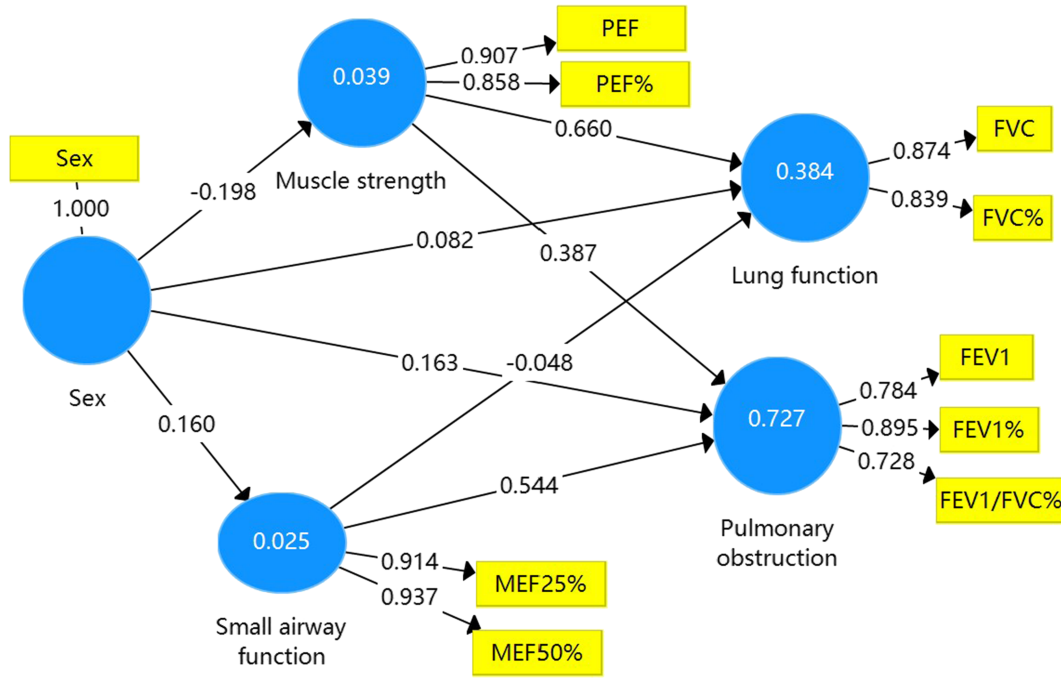 PEF
0.907
0.039
0.858
PEF%
Sex
0.660
FVC
0.874
1.000
-0.198
Muscle strength
0.384
0.839
FVC%
0.082
0.387
Lung function
Sex
0.163
-0.048
FEV1
0.784
0.160
0.727
0.895
FEV1%
0.728
0.544
FEV1/FVC%
0.025
Pulmonary
obstruction
0.914
MEF25%
0.937
Small airway
function
MEF50%